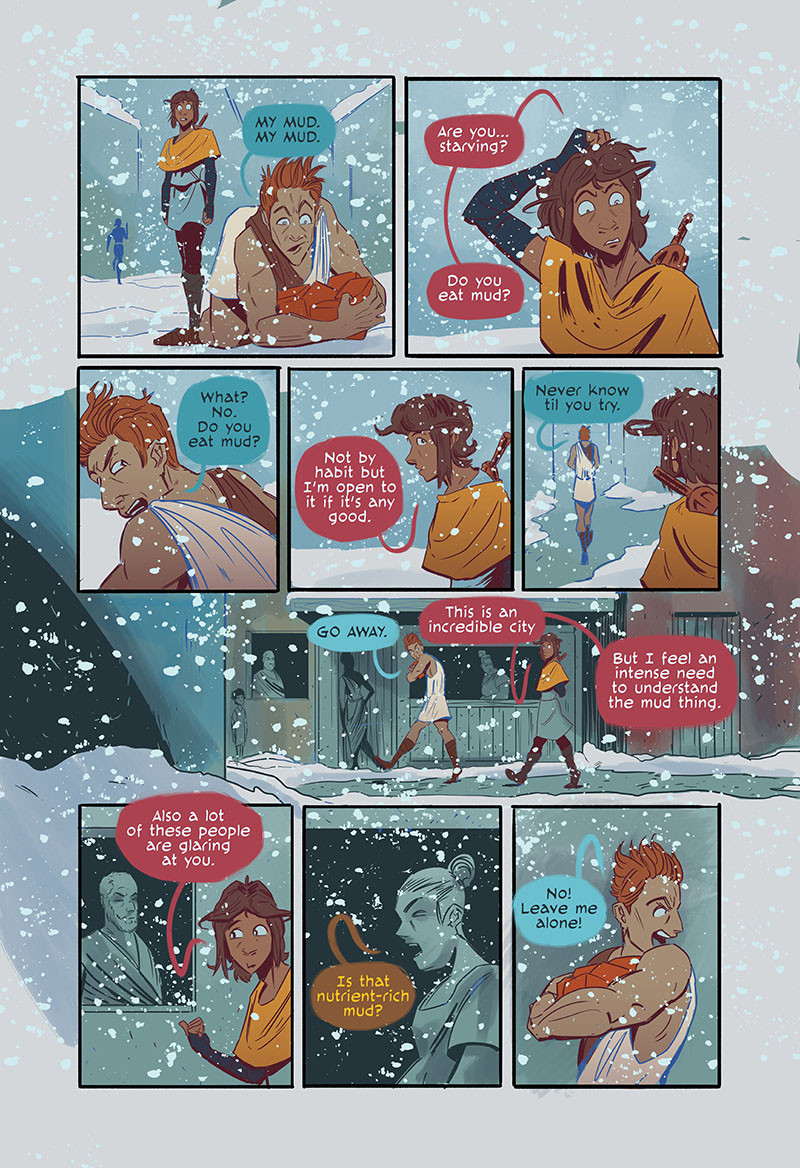 MY MUD.
MY MUD.
Are you...
starving?
Do you
eat mud?
What?
No.
Do you
eat mud?
Not by
habit but
I'm open to
it if it's any
good.
Never know
til you try.
GO AWAY.
This is an
incredible city
But I feel an
intense need
to understand
the mud thing.
Also a lot
of these people
are glaring
at you.
Is that
nutrient-rich
mud?
No!
Leave me
alone!